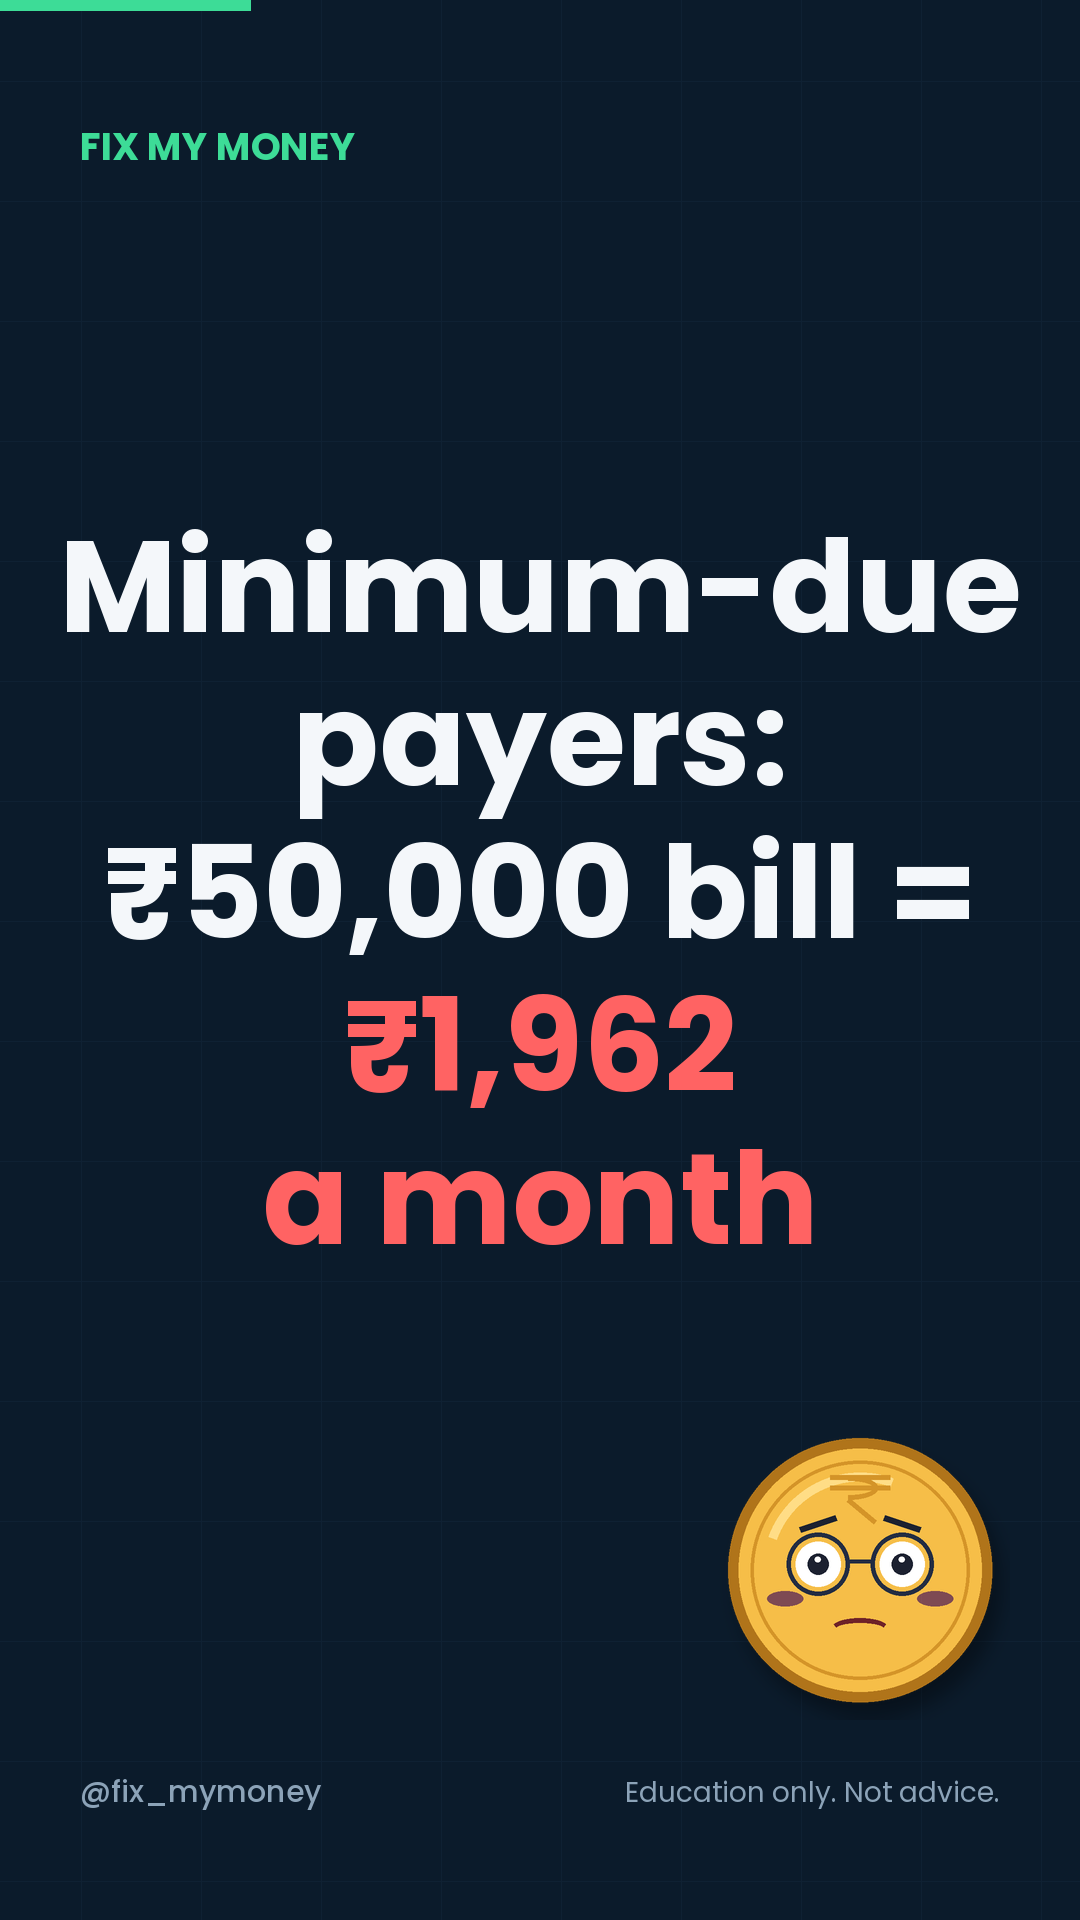 FIX MY MONEY
Minimum-due
payers:
₹50,000 bill =
₹1,962
a month
₹
@fix_mymoney
Education only. Not advice.